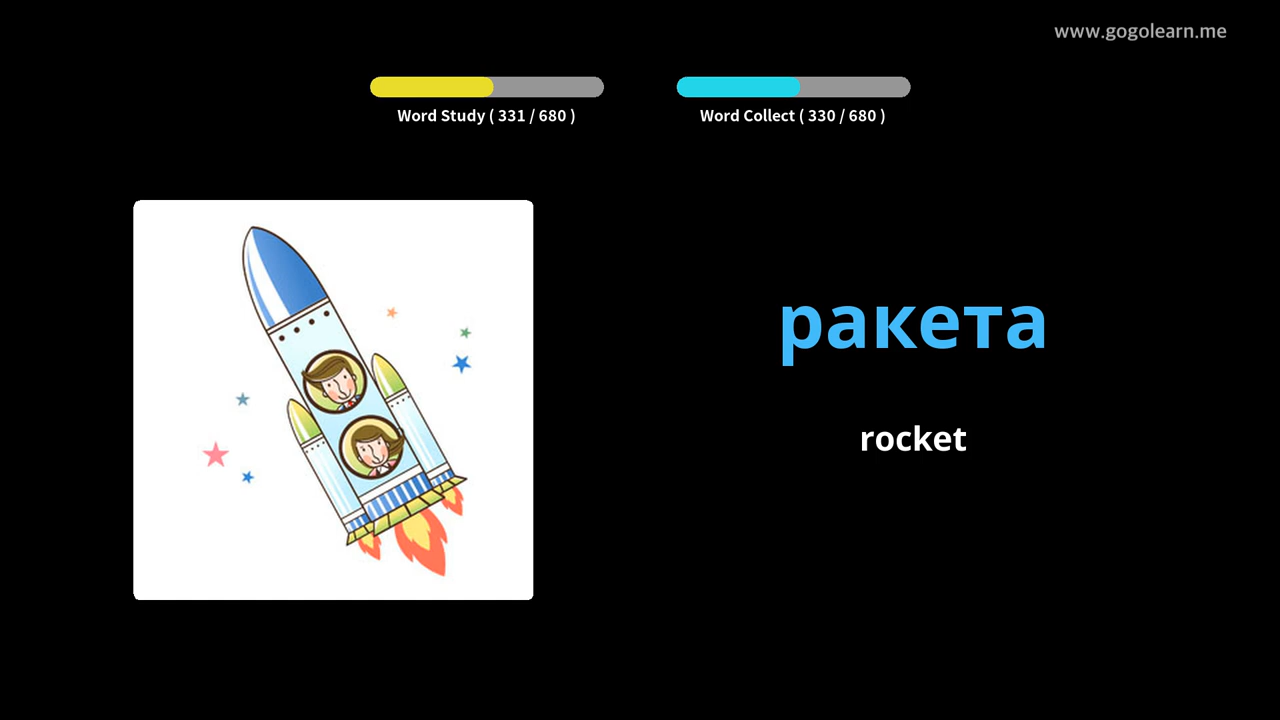 www.gogolearn.me
Word Study ( 331 / 680 )
Word Collect ( 330 / 680 )
ракета
rocket